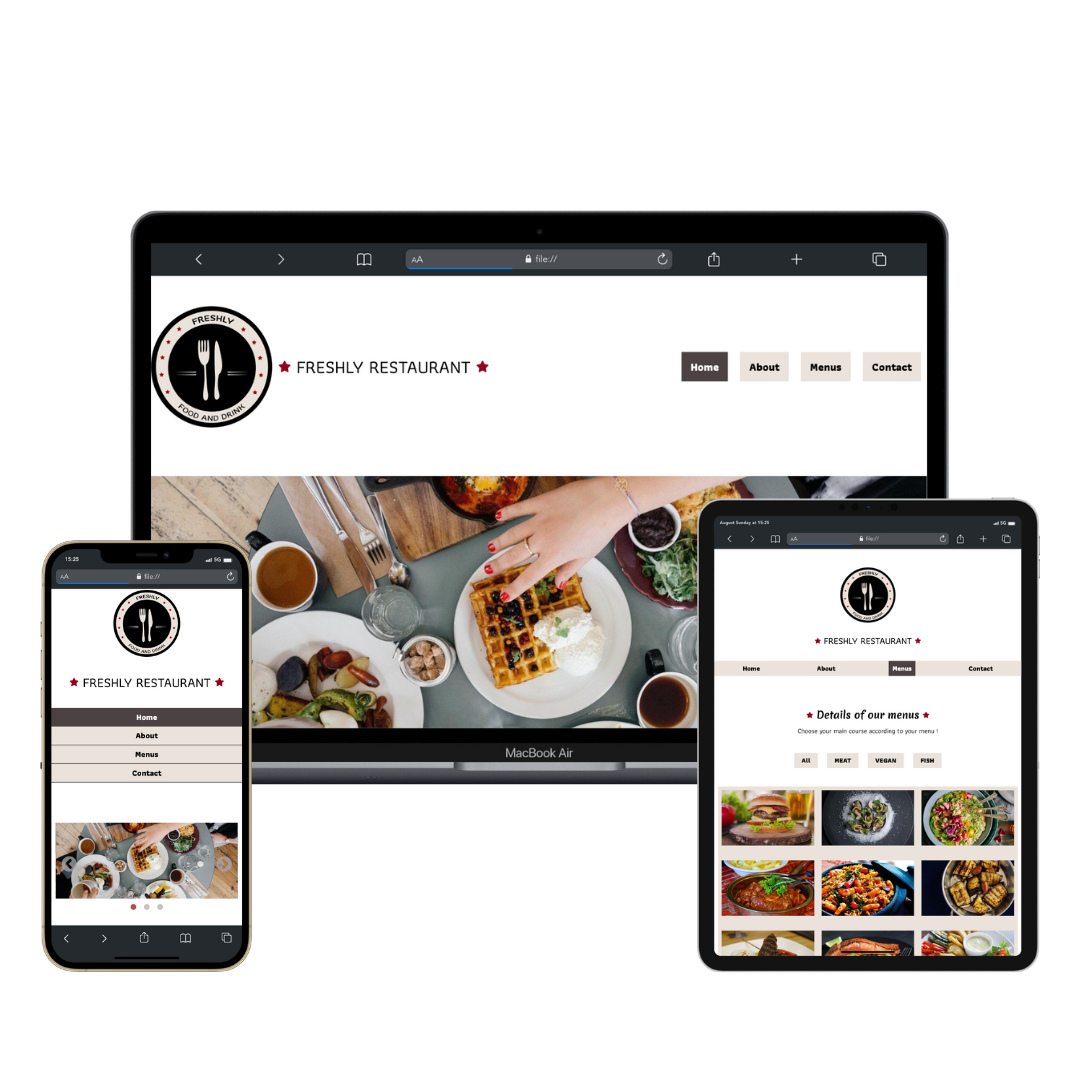 AA file://
FRESHLY
FOOD AND DRINK
FRESHLY RESTAURANT
Home About Menus Contact
MacBook Air
15:25 5G
AA file://
FRESHLY
FOOD AND DRINK
FRESHLY RESTAURANT
Home
About
Menus
Contact
August Sunday at 15:25 5G
AA file://
FRESHLY
FOOD AND DRINK
FRESHLY RESTAURANT
Home About Menus Contact
Details of our menus
Choose your main course according to your menu !
All MEAT VEGAN FISH